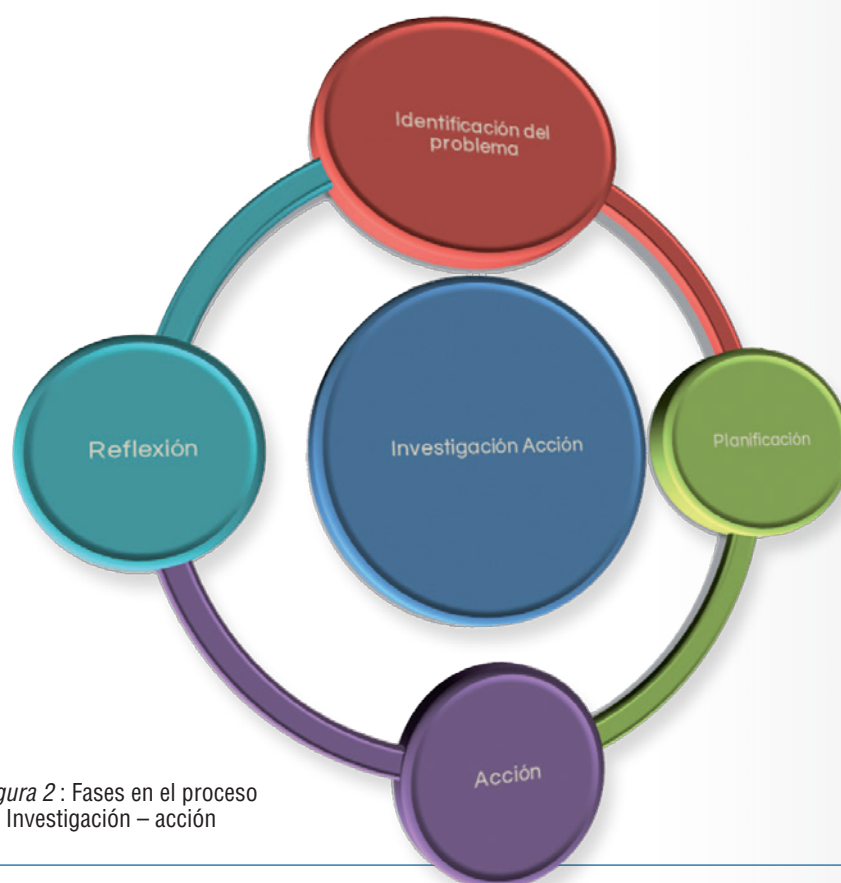 Identificación del
problema
Investigación Acción
Planificación
Reflexión
Acción
gura 2 : Fases en el proceso
Investigación – acción